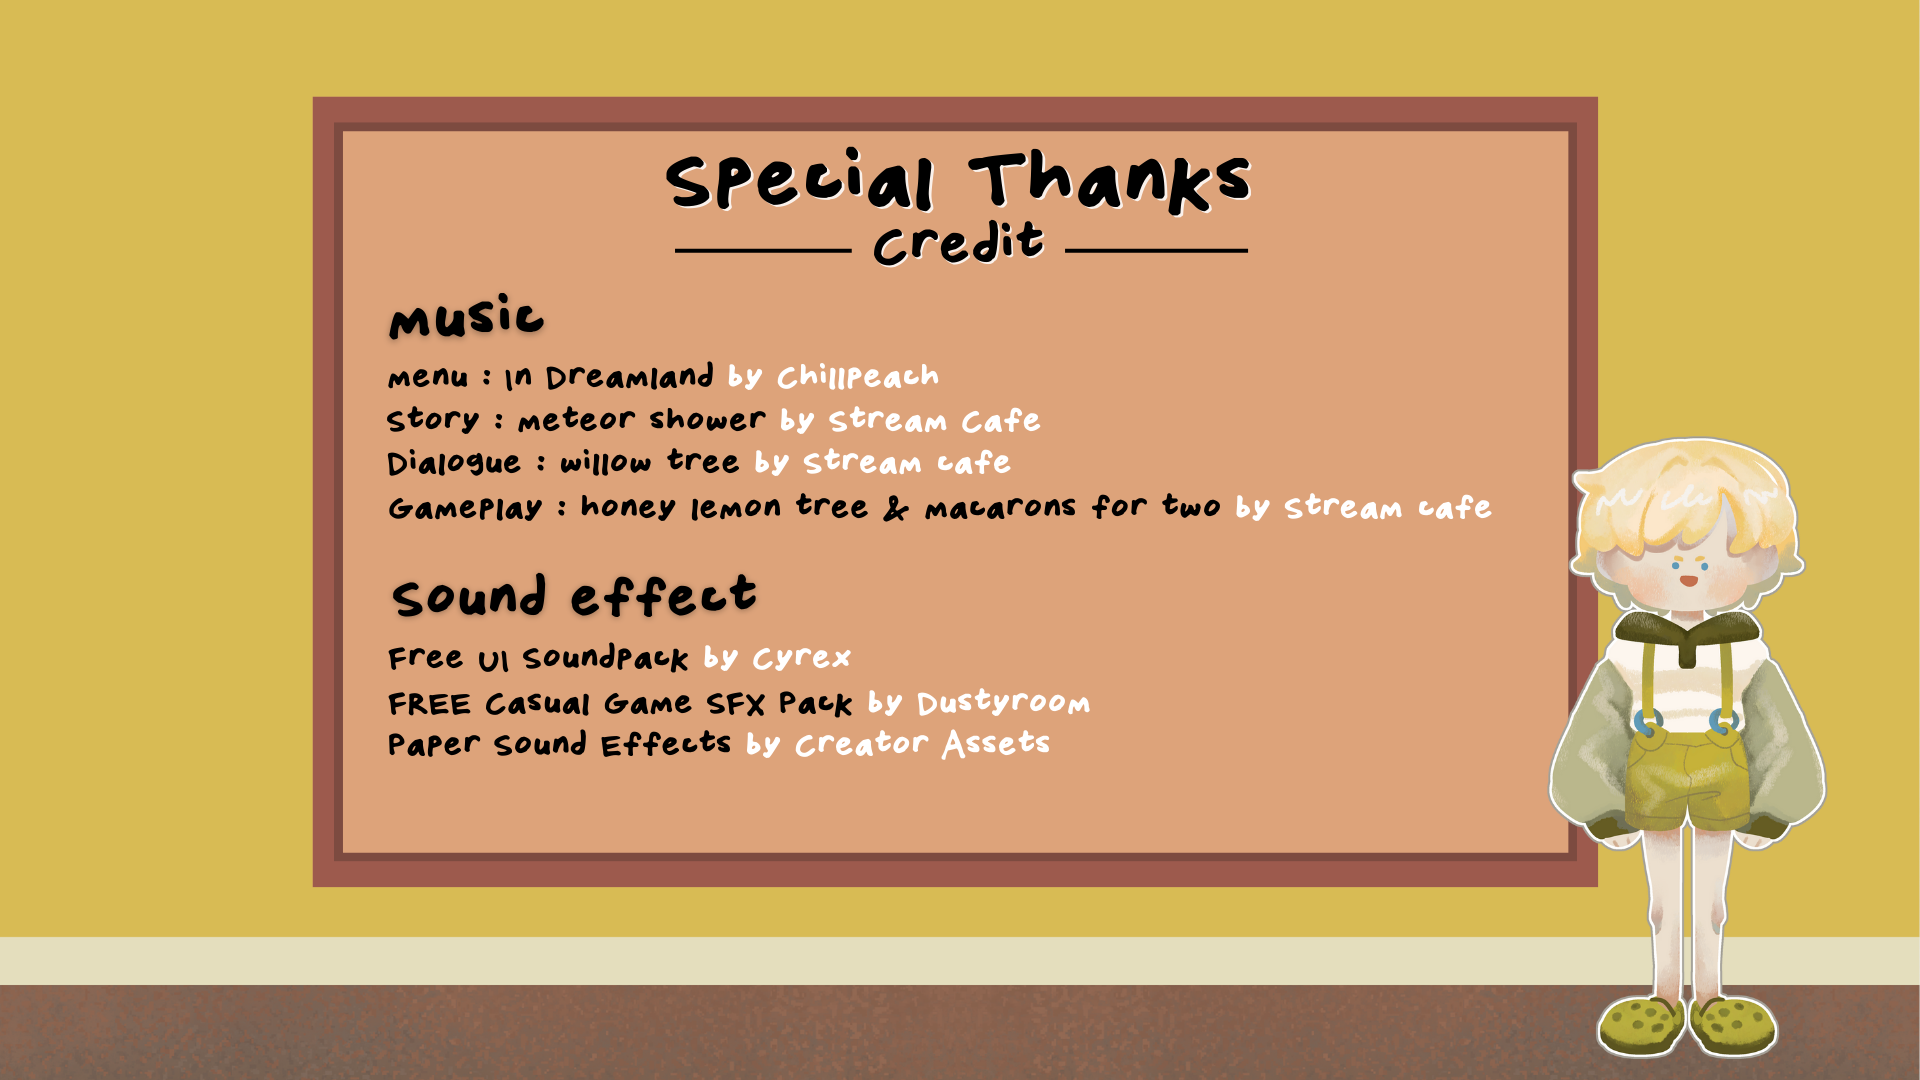 Special Thanks
Credit
music
menu : In Dreamland by ChillPeach
Story : meteor shower by Stream Cafe
Dialogue : willow tree by Stream cafe
Gameplay : honey lemon tree & macarons for two by Stream cafe
Sound effect
Free UI SoundPack by Cyrex
FREE Casual Game SFX Pack by Dustyroom
Paper Sound Effects by Creator Assets